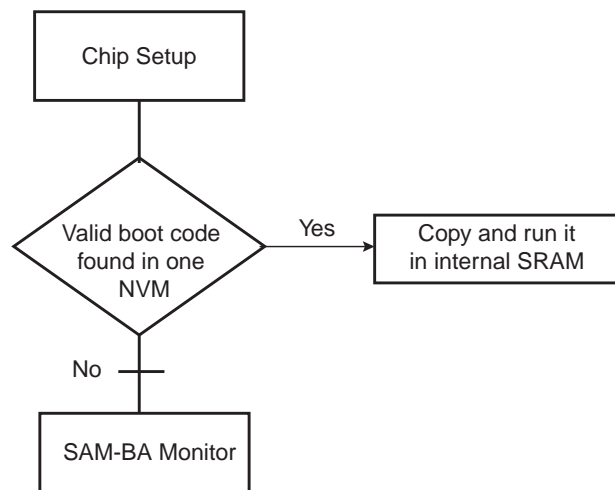 Chip Setup
Valid boot code
found in one
NVM
Yes
Copy and run it
in internal SRAM
No
SAM-BA Monitor